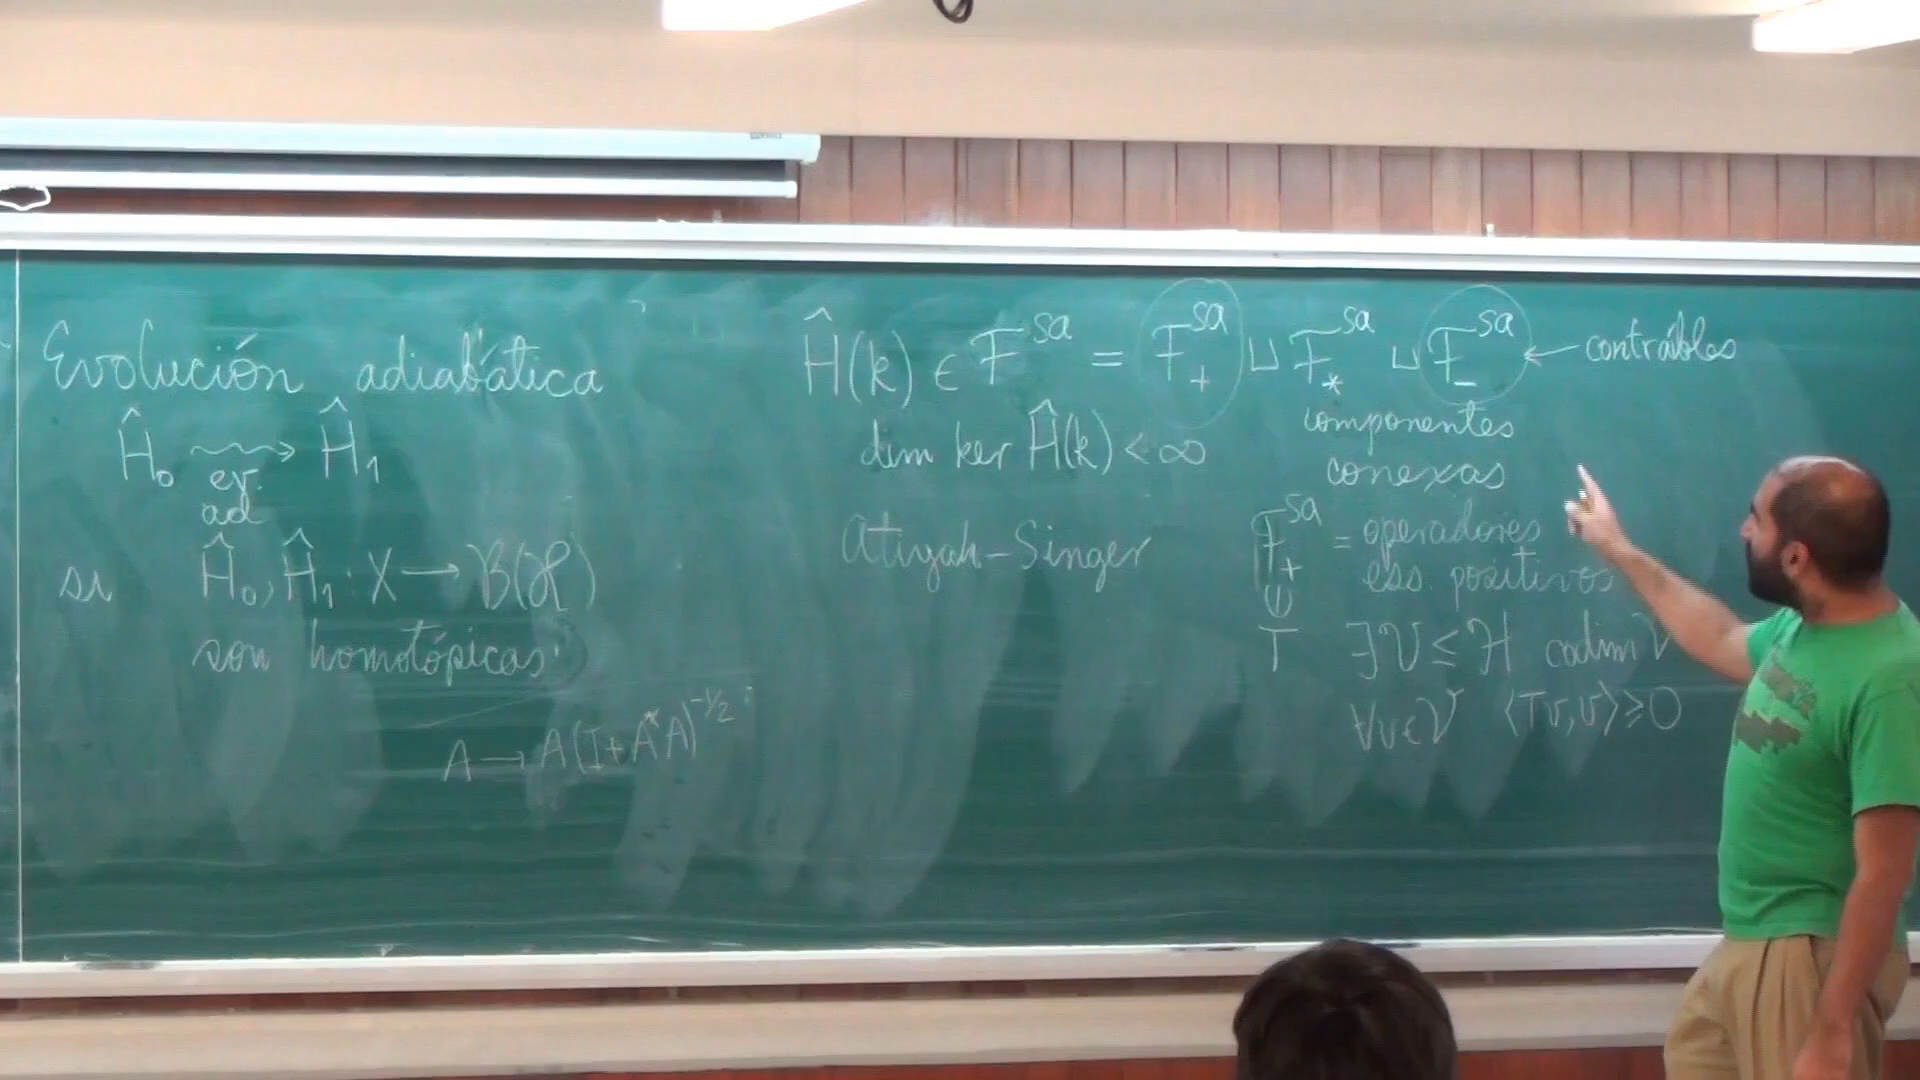 Evolución adiabática
Ĥ₀ ⇝ Ĥ₁
ev.
ad
si Ĥ₀, Ĥ₁ : X → B(ℋ)
son homotópicas
A → A(I+A*A)^{-1/2}
Ĥ(k) ∈ F^{sa} = F₊^{sa} ⊔ F_*^{sa} ⊔ F₋^{sa} ← contráibles
dim ker Ĥ(k) < ∞
componentes
conexas
Atiyah-Singer
F₊^{sa} = operadores
ess. positivos
T ∃V ≤ H codim V
∀v∈V ⟨Tv,v⟩ ≥ 0